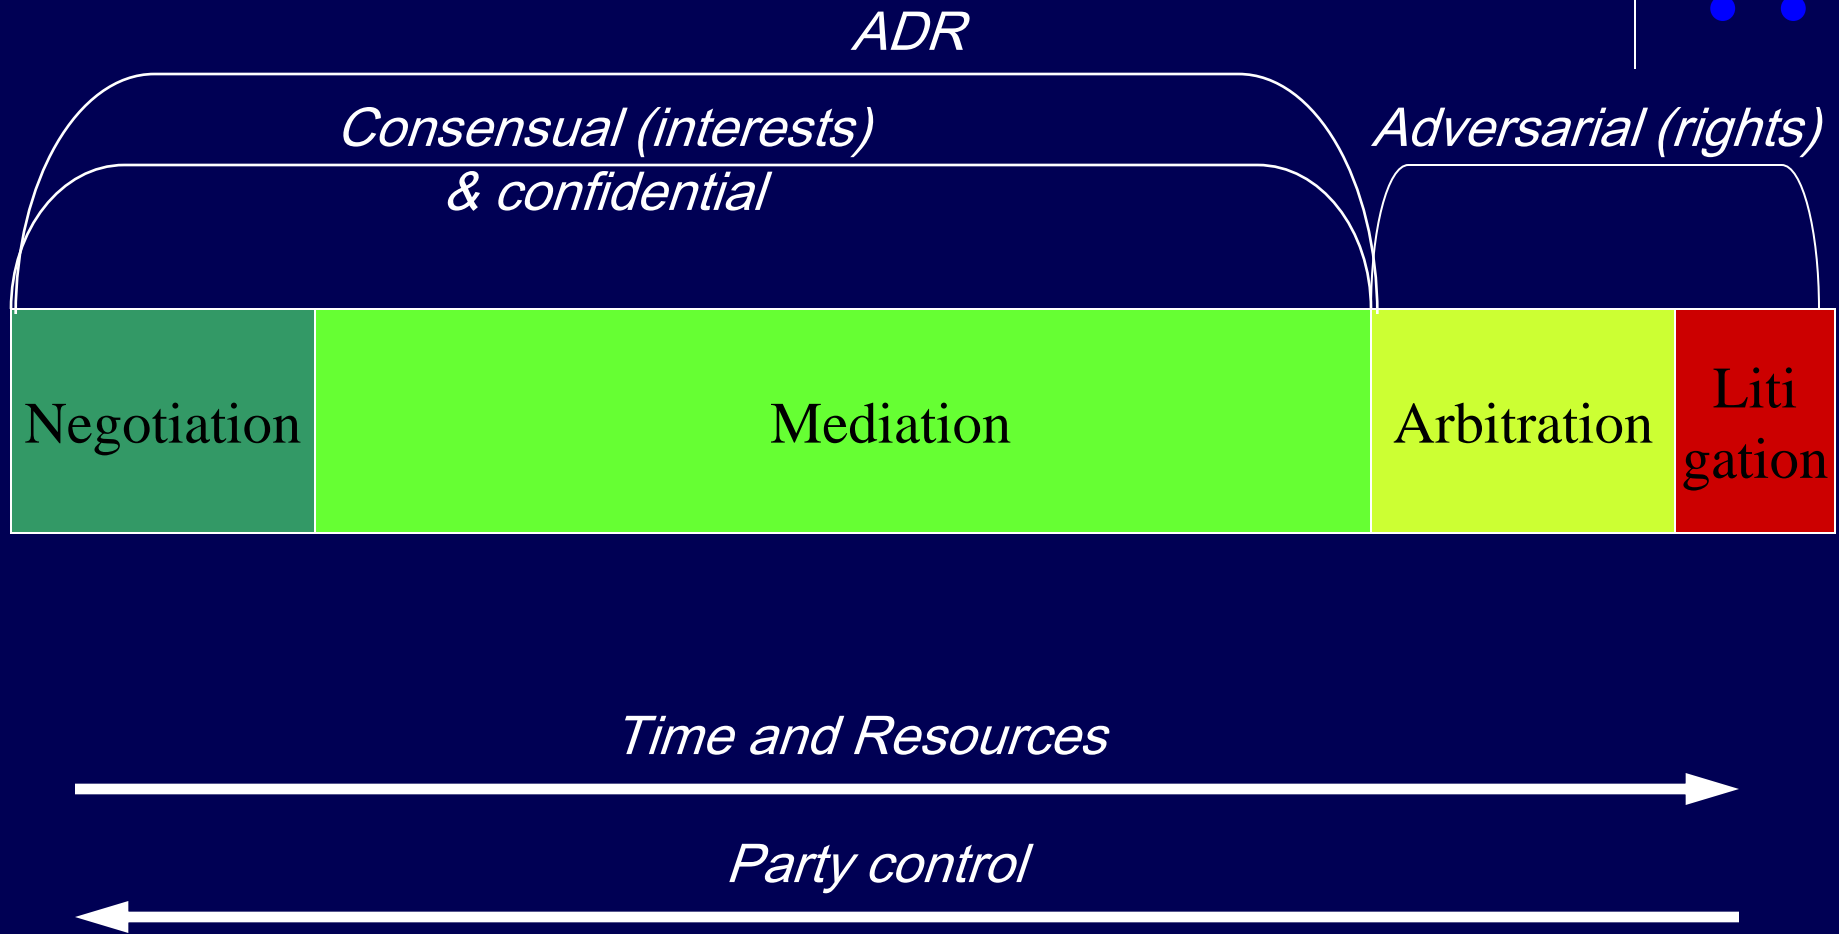 ADR
Consensual (interests)
& confidential
Adversarial (rights)
Negotiation
Mediation
Arbitration
Liti
gation
Time and Resources
Party control